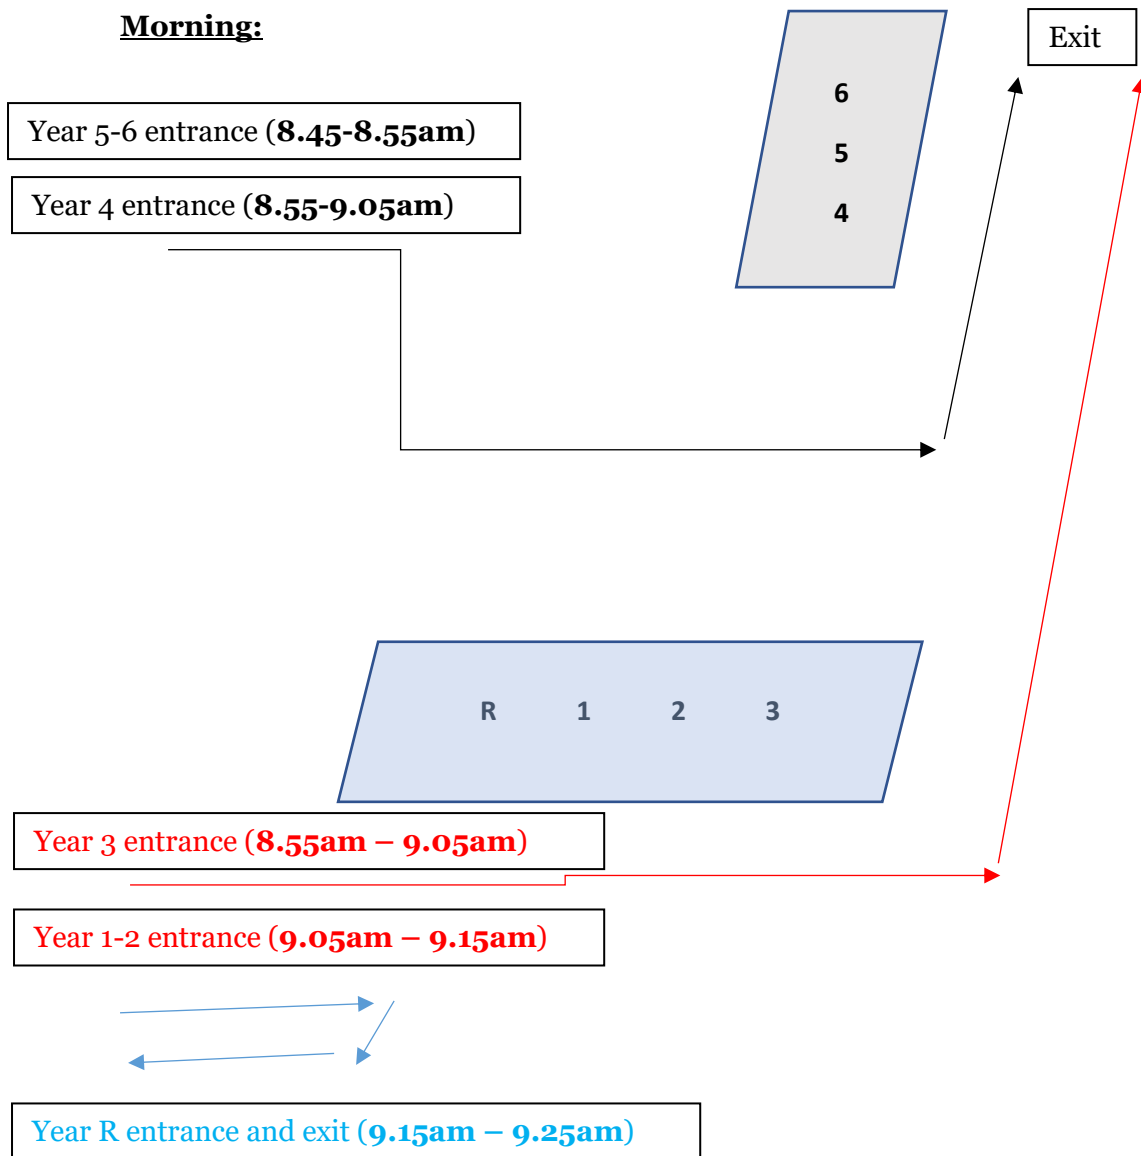 Morning:
Exit
Year 5-6 entrance (8.45-8.55am)
Year 4 entrance (8.55-9.05am)
6
5
4
R 1 2 3
Year 3 entrance (8.55am – 9.05am)
Year 1-2 entrance (9.05am – 9.15am)
Year R entrance and exit (9.15am – 9.25am)